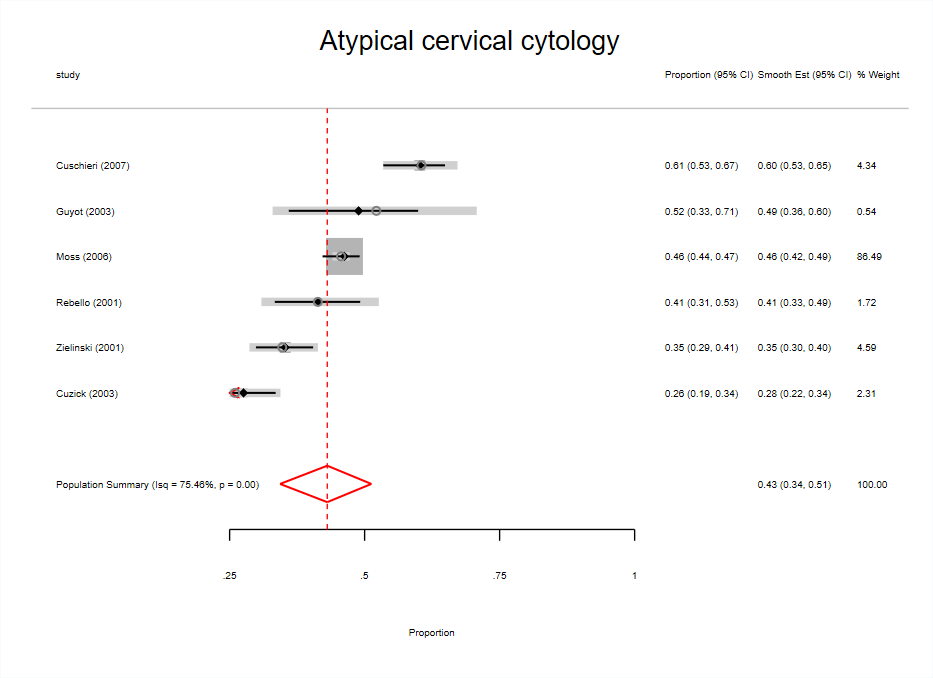 Atypical cervical cytology
study Proportion (95% CI) Smooth Est (95% CI) % Weight
Cuschieri (2007) 0.61 (0.53, 0.67) 0.60 (0.53, 0.65) 4.34
Guyot (2003) 0.52 (0.33, 0.71) 0.49 (0.36, 0.60) 0.54
Moss (2006) 0.46 (0.44, 0.47) 0.46 (0.42, 0.49) 86.49
Rebello (2001) 0.41 (0.31, 0.53) 0.41 (0.33, 0.49) 1.72
Zielinski (2001) 0.35 (0.29, 0.41) 0.35 (0.30, 0.40) 4.59
Cuzick (2003) 0.26 (0.19, 0.34) 0.28 (0.22, 0.34) 2.31
Population Summary (Isq = 75.46%, p = 0.00) 0.43 (0.34, 0.51) 100.00
.25 .5 .75 1
Proportion